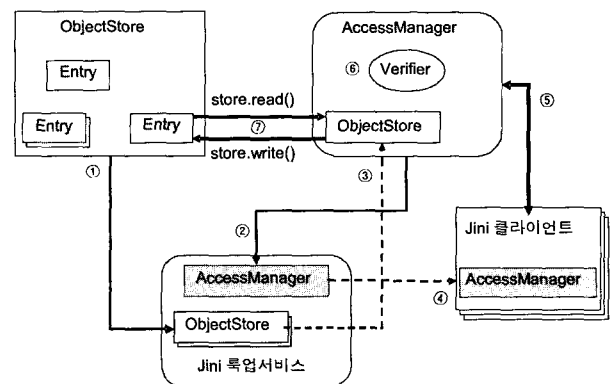 ObjectStore
AccessManager
Entry
⑥ Verifier
store.read()
⑤
Entry
Entry
⑦
ObjectStore
store.write()
①
③
②
Jini 클라이언트
AccessManager
AccessManager
④
ObjectStore
Jini 룩업서비스